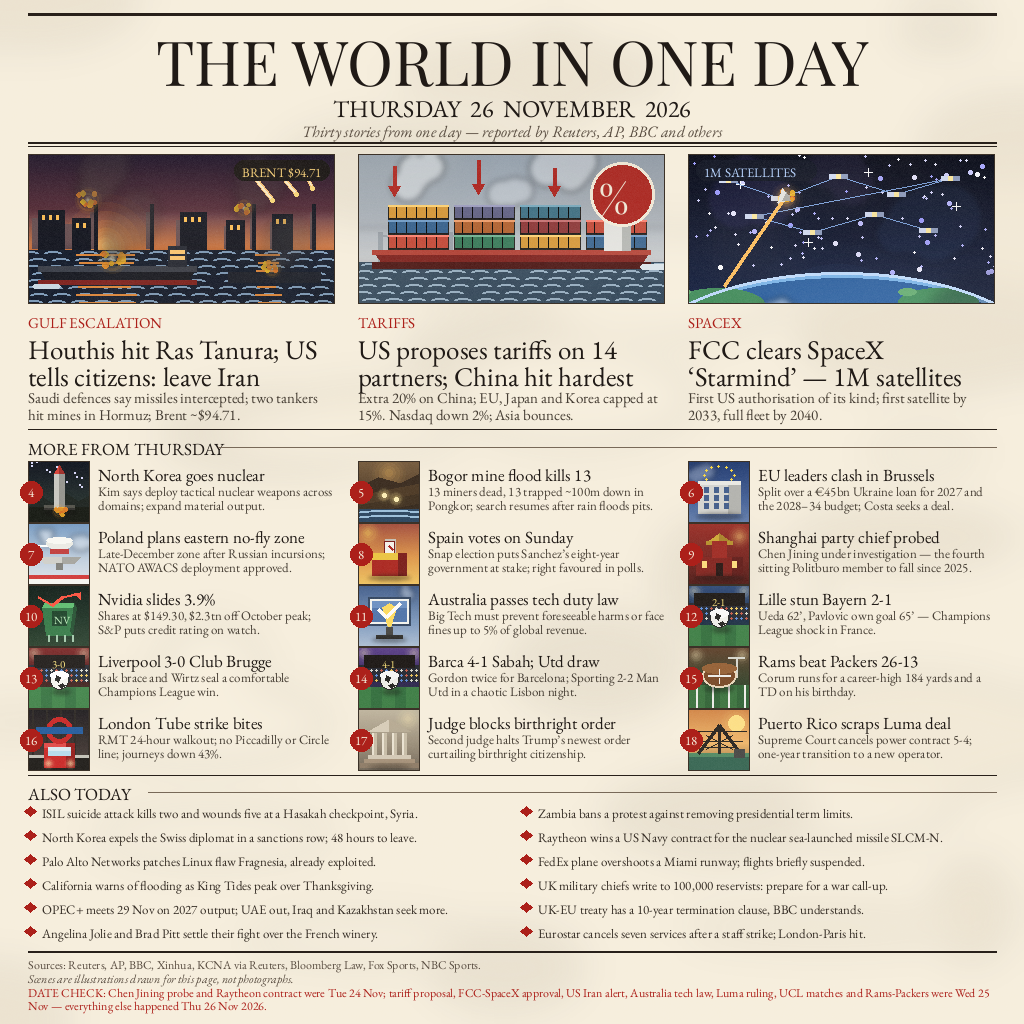 THE WORLD IN ONE DAY
THURSDAY 26 NOVEMBER 2026
Thirty stories from one day — reported by Reuters, AP, BBC and others
BRENT $94.71
%
1M SATELLITES
GULF ESCALATION
Houthis hit Ras Tanura; US
tells citizens: leave Iran
Saudi defences say missiles intercepted; two tankers
hit mines in Hormuz; Brent ~$94.71.
TARIFFS
US proposes tariffs on 14
partners; China hit hardest
Extra 20% on China; EU, Japan and Korea capped at
15%. Nasdaq down 2%; Asia bounces.
SPACEX
FCC clears SpaceX
‘Starmind’ — 1M satellites
First US authorisation of its kind; first satellite by
2033, full fleet by 2040.
MORE FROM THURSDAY
4
North Korea goes nuclear
Kim says deploy tactical nuclear weapons across
domains; expand material output.
5
Bogor mine flood kills 13
13 miners dead, 13 trapped ~100m down in
Pongkor; search resumes after rain floods pits.
6
EU leaders clash in Brussels
Split over a €45bn Ukraine loan for 2027 and
the 2028–34 budget; Costa seeks a deal.
7
Poland plans eastern no-fly zone
Late-December zone after Russian incursions;
NATO AWACS deployment approved.
8
Spain votes on Sunday
Snap election puts Sanchez’s eight-year
government at stake; right favoured in polls.
9
Shanghai party chief probed
Chen Jining under investigation — the fourth
sitting Politburo member to fall since 2025.
10
NV
Nvidia slides 3.9%
Shares at $149.30, $2.3tn off October peak;
S&P puts credit rating on watch.
11
Australia passes tech duty law
Big Tech must prevent foreseeable harms or face
fines up to 5% of global revenue.
12
2-1
Lille stun Bayern 2-1
Ueda 62’, Pavlovic own goal 65’ — Champions
League shock in France.
13
3-0
Liverpool 3-0 Club Brugge
Isak brace and Wirtz seal a comfortable
Champions League win.
14
4-1
Barca 4-1 Sabah; Utd draw
Gordon twice for Barcelona; Sporting 2-2 Man
Utd in a chaotic Lisbon night.
15
Rams beat Packers 26-13
Corum runs for a career-high 184 yards and a
TD on his birthday.
16
London Tube strike bites
RMT 24-hour walkout; no Piccadilly or Circle
line; journeys down 43%.
17
Judge blocks birthright order
Second judge halts Trump’s newest order
curtailing birthright citizenship.
18
Puerto Rico scraps Luma deal
Supreme Court cancels power contract 5-4;
one-year transition to a new operator.
ALSO TODAY
ISIL suicide attack kills two and wounds five at a Hasakah checkpoint, Syria.
North Korea expels the Swiss diplomat in a sanctions row; 48 hours to leave.
Palo Alto Networks patches Linux flaw Fragnesia, already exploited.
California warns of flooding as King Tides peak over Thanksgiving.
OPEC+ meets 29 Nov on 2027 output; UAE out, Iraq and Kazakhstan seek more.
Angelina Jolie and Brad Pitt settle their fight over the French winery.
Zambia bans a protest against removing presidential term limits.
Raytheon wins a US Navy contract for the nuclear sea-launched missile SLCM-N.
FedEx plane overshoots a Miami runway; flights briefly suspended.
UK military chiefs write to 100,000 reservists: prepare for a war call-up.
UK-EU treaty has a 10-year termination clause, BBC understands.
Eurostar cancels seven services after a staff strike; London-Paris hit.
Sources: Reuters, AP, BBC, Xinhua, KCNA via Reuters, Bloomberg Law, Fox Sports, NBC Sports.
Scenes are illustrations drawn for this page, not photographs.
DATE CHECK: Chen Jining probe and Raytheon contract were Tue 24 Nov; tariff proposal, FCC-SpaceX approval, US Iran alert, Australia tech law, Luma ruling, UCL matches and Rams-Packers were Wed 25
Nov — everything else happened Thu 26 Nov 2026.